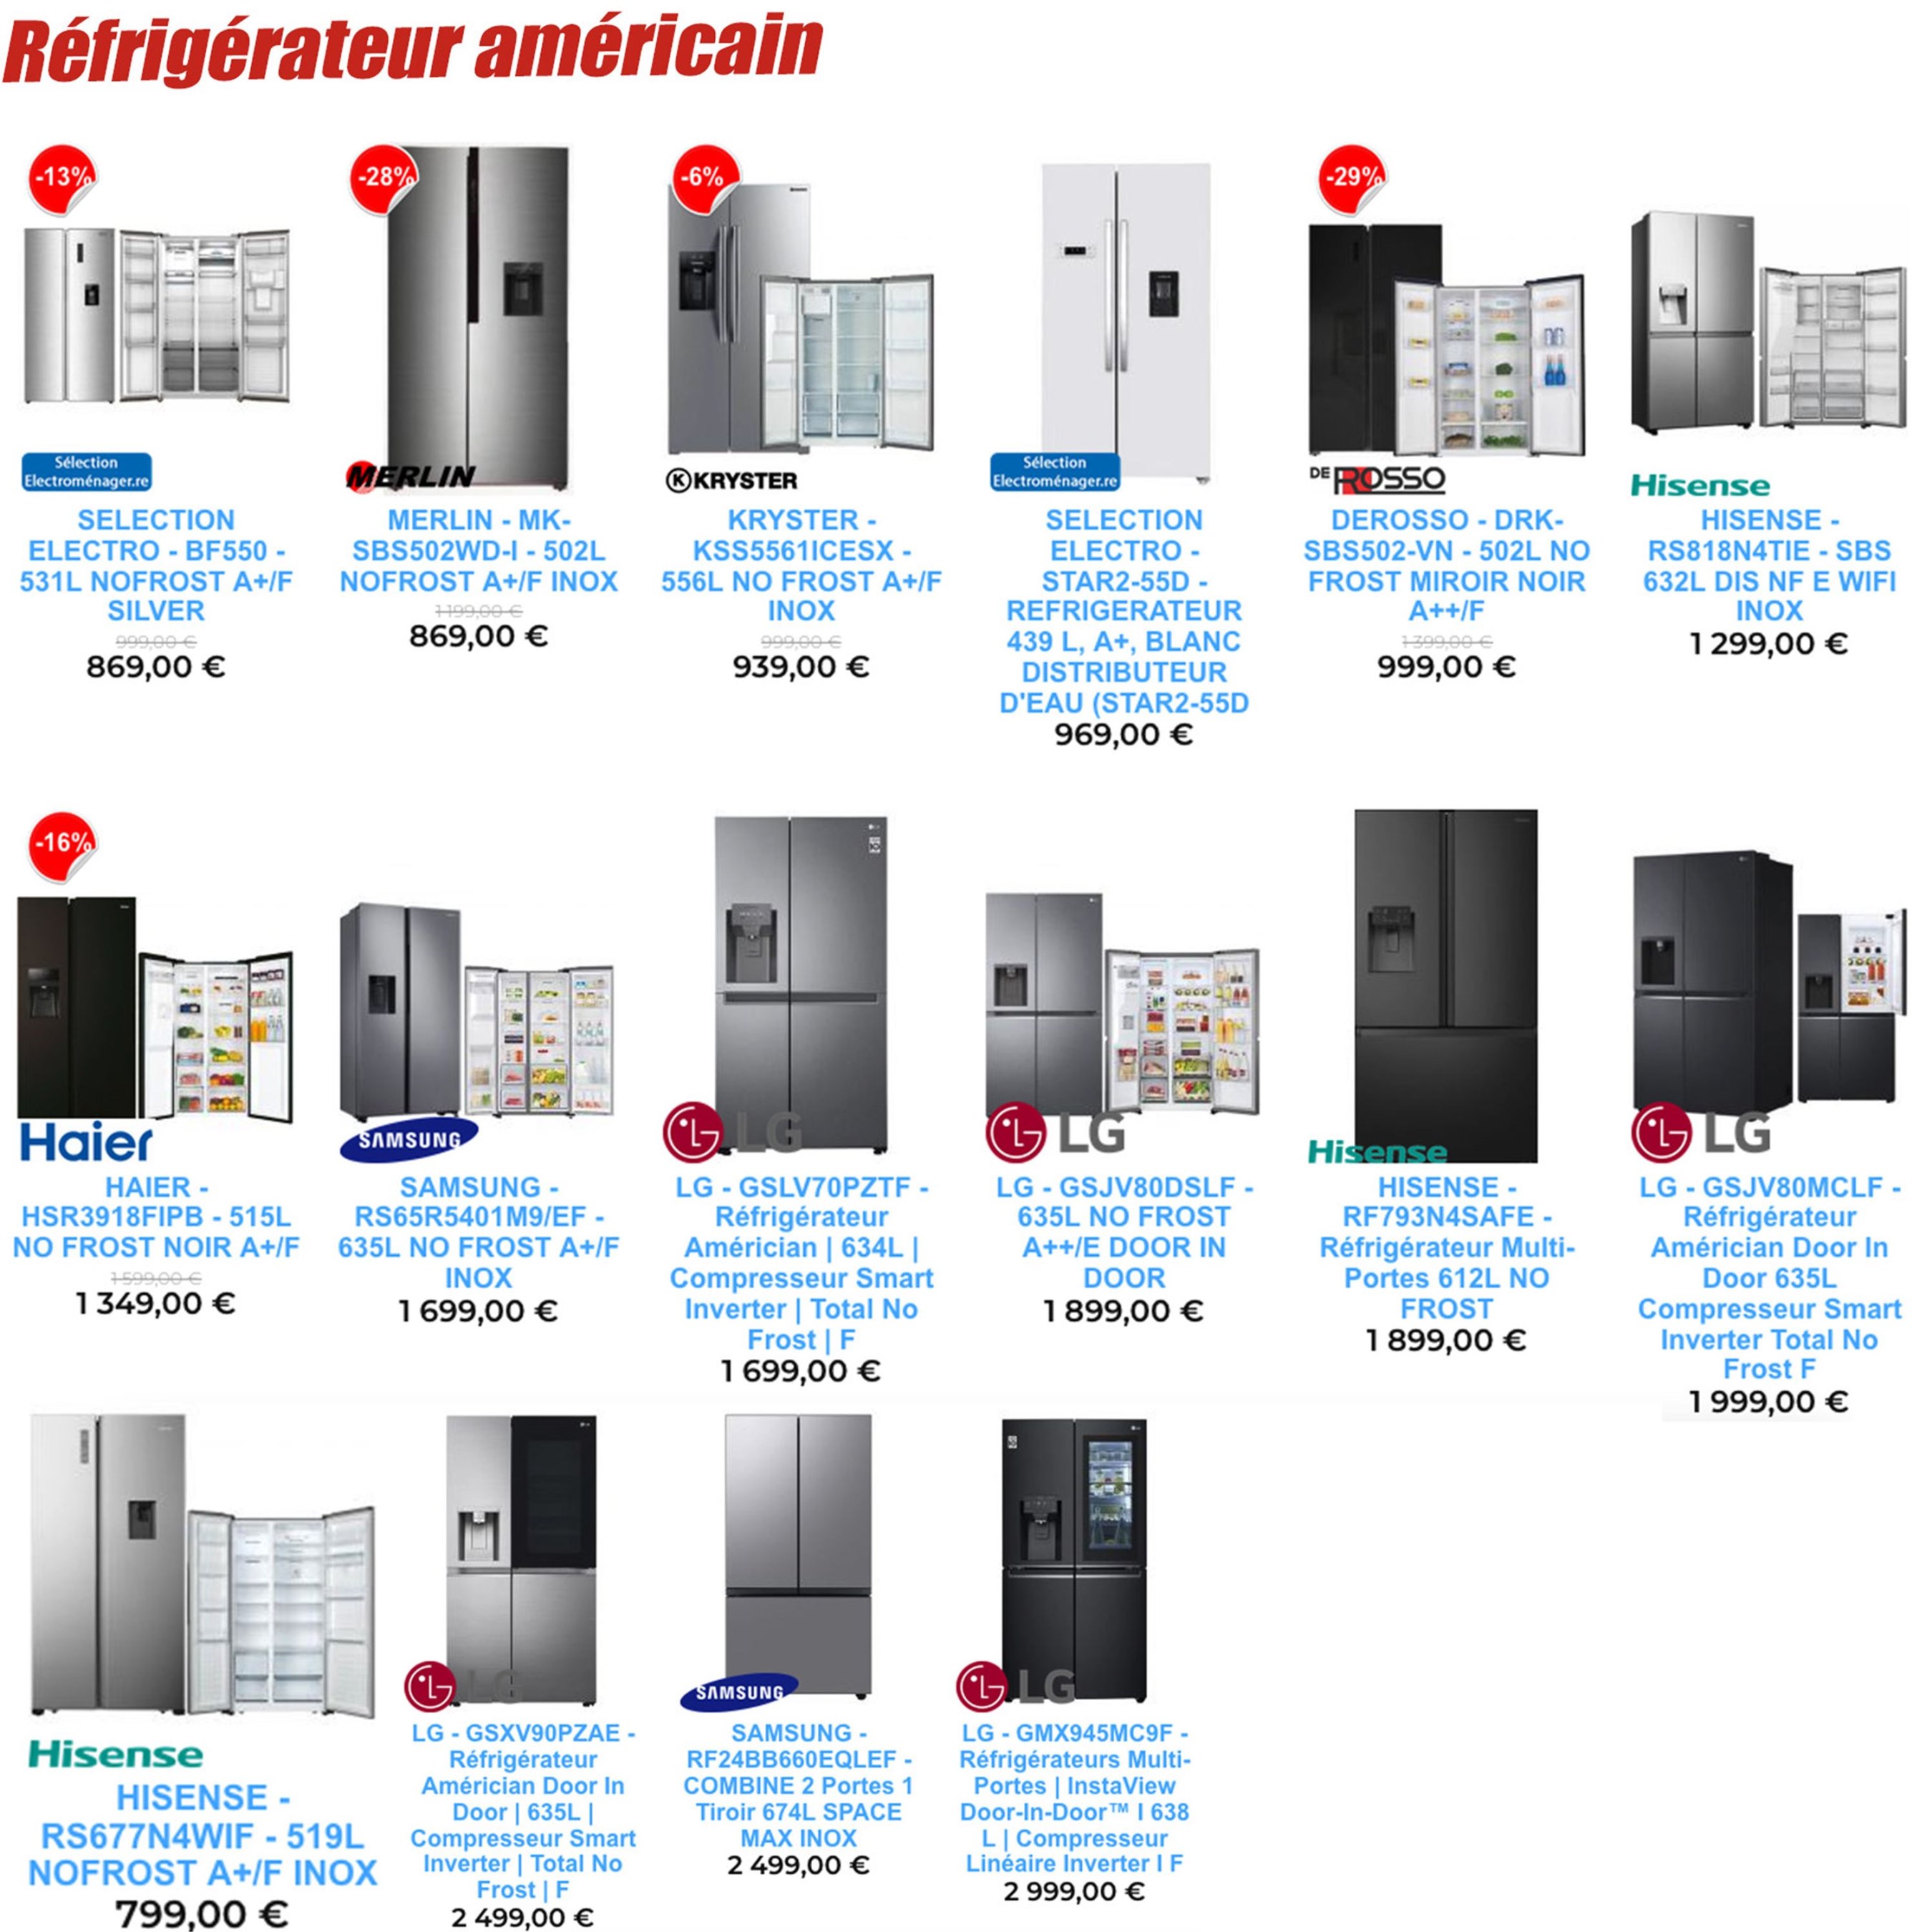 Réfrigérateur américain
-13%
Sélection
Electroménager.re
SELECTION
ELECTRO - BF550 -
531L NOFROST A+/F
SILVER
999,00 €
869,00 €
-28%
MERLIN
MERLIN - MK-
SBS502WD-I - 502L
NOFROST A+/F INOX
1 199,00 €
869,00 €
-6%
K KRYSTER
KRYSTER -
KSS5561ICESX -
556L NO FROST A+/F
INOX
999,00 €
939,00 €
Sélection
Electroménager.re
SELECTION
ELECTRO -
STAR2-55D -
REFRIGERATEUR
439 L, A+, BLANC
DISTRIBUTEUR
D'EAU (STAR2-55D
969,00 €
-29%
DE ROSSO
DEROSSO - DRK-
SBS502-VN - 502L NO
FROST MIROIR NOIR
A++/F
1 399,00 €
999,00 €
Hisense
HISENSE -
RS818N4TIE - SBS
632L DIS NF E WIFI
INOX
1 299,00 €
-16%
Haier
HAIER -
HSR3918FIPB - 515L
NO FROST NOIR A+/F
1 599,00 €
1 349,00 €
SAMSUNG
SAMSUNG -
RS65R5401M9/EF -
635L NO FROST A+/F
INOX
1 699,00 €
LG
LG - GSLV70PZTF -
Réfrigérateur
Américian | 634L |
Compresseur Smart
Inverter | Total No
Frost | F
1 699,00 €
LG
LG - GSJV80DSLF -
635L NO FROST
A++/E DOOR IN
DOOR
1 899,00 €
Hisense
HISENSE -
RF793N4SAFE -
Réfrigérateur Multi-
Portes 612L NO
FROST
1 899,00 €
LG
LG - GSJV80MCLF -
Réfrigérateur
Américian Door In
Door 635L
Compresseur Smart
Inverter Total No
Frost F
1 999,00 €
Hisense
HISENSE -
RS677N4WIF - 519L
NOFROST A+/F INOX
799,00 €
LG
LG - GSXV90PZAE -
Réfrigérateur
Américian Door In
Door | 635L |
Compresseur Smart
Inverter | Total No
Frost | F
2 499,00 €
SAMSUNG
SAMSUNG -
RF24BB660EQLEF -
COMBINE 2 Portes 1
Tiroir 674L SPACE
MAX INOX
2 499,00 €
LG
LG - GMX945MC9F -
Réfrigérateurs Multi-
Portes | InstaView
Door-In-Door™ I 638
L | Compresseur
Linéaire Inverter I F
2 999,00 €